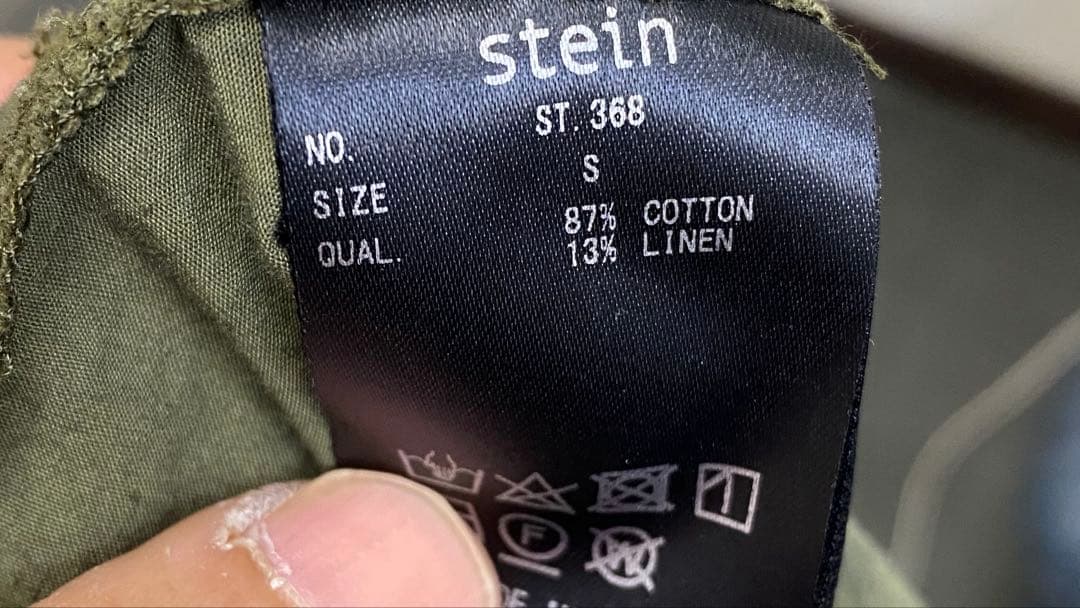 stein
NO. ST. 368
SIZE S
QUAL. 87% COTTON
13% LINEN
F
W